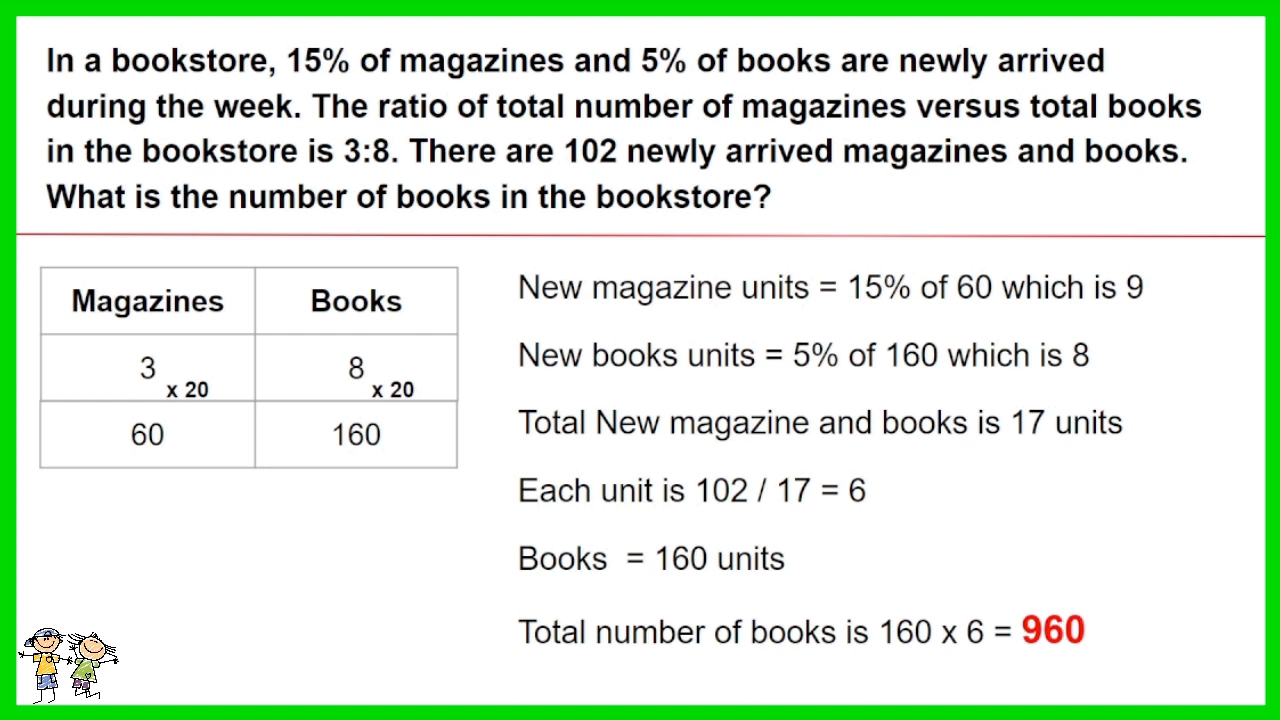 In a bookstore, 15% of magazines and 5% of books are newly arrived
during the week. The ratio of total number of magazines versus total books
in the bookstore is 3:8. There are 102 newly arrived magazines and books.
What is the number of books in the bookstore?
Magazines Books
3 x 20 8 x 20
60 160
New magazine units = 15% of 60 which is 9
New books units = 5% of 160 which is 8
Total New magazine and books is 17 units
Each unit is 102 / 17 = 6
Books = 160 units
Total number of books is 160 x 6 = 960